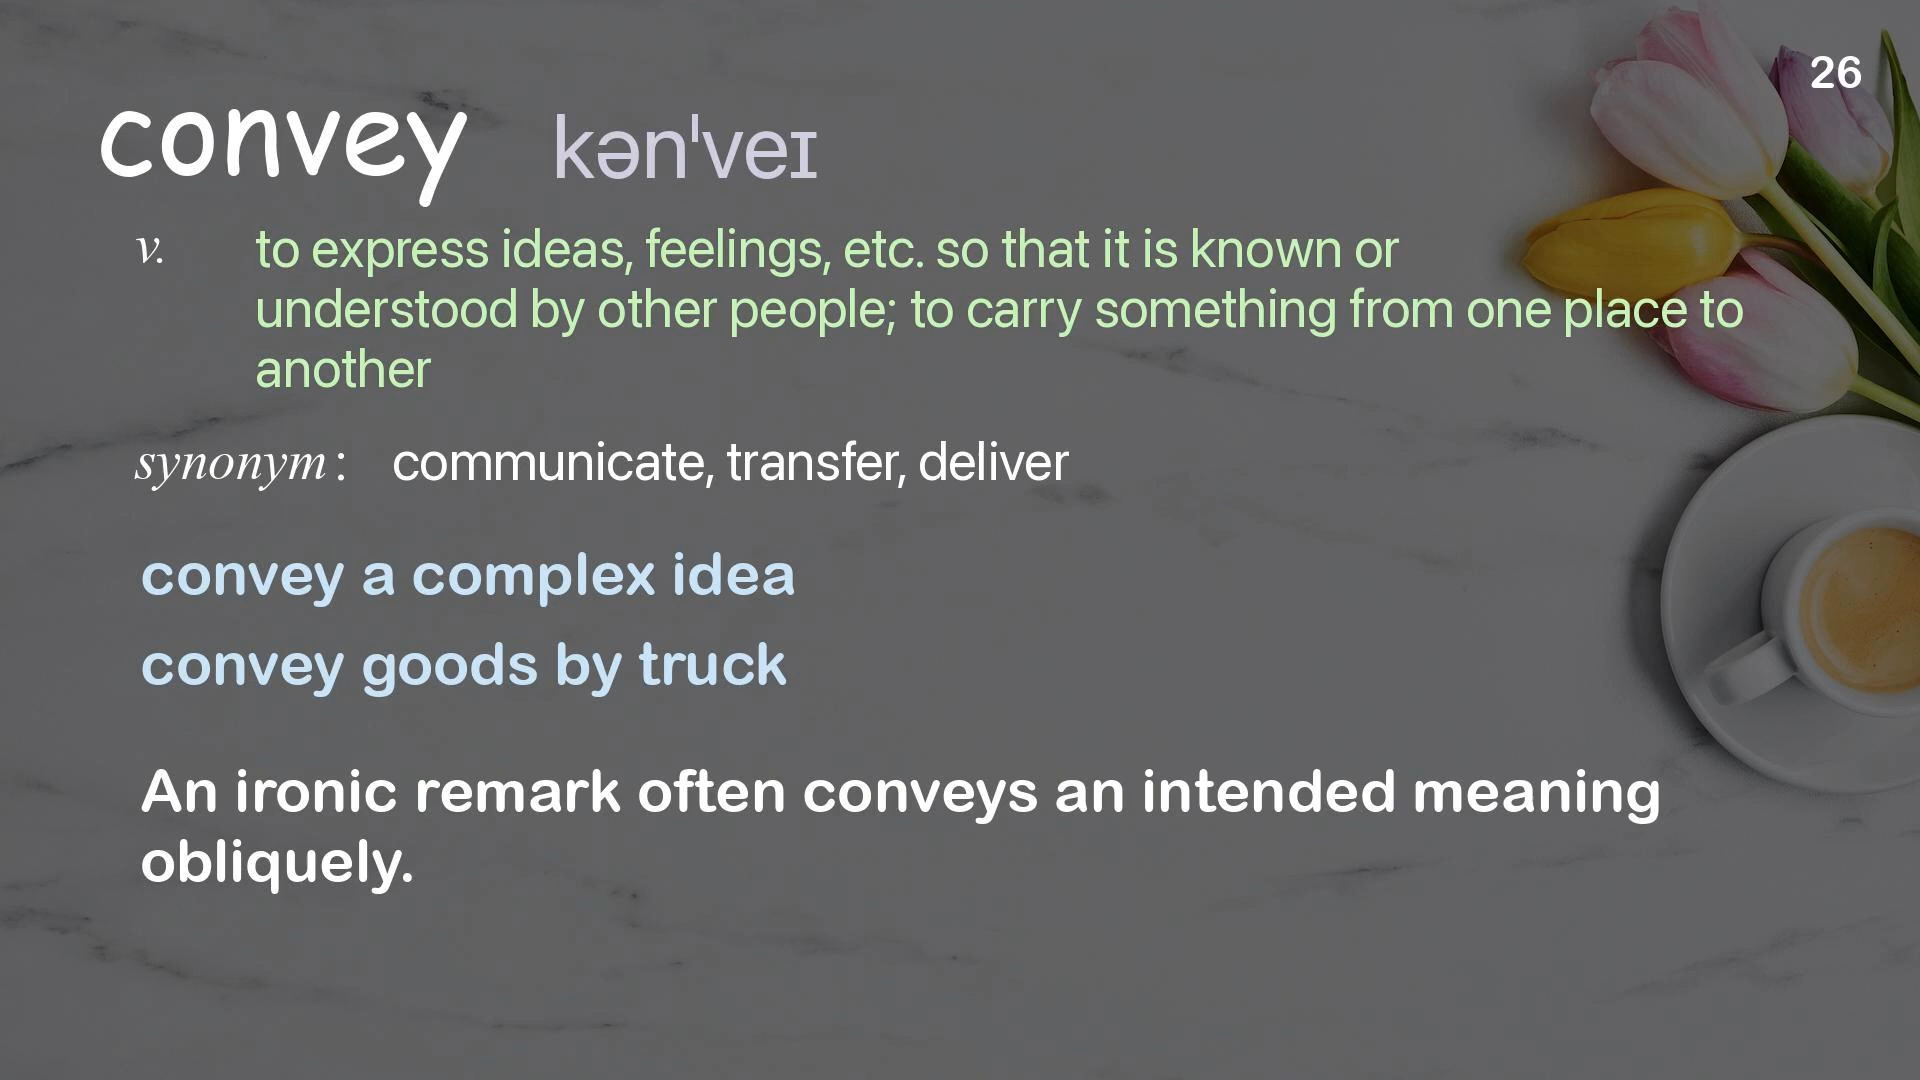 26
convey kən'veɪ
v. to express ideas, feelings, etc. so that it is known or
understood by other people; to carry something from one place to
another
synonym: communicate, transfer, deliver
convey a complex idea
convey goods by truck
An ironic remark often conveys an intended meaning
obliquely.